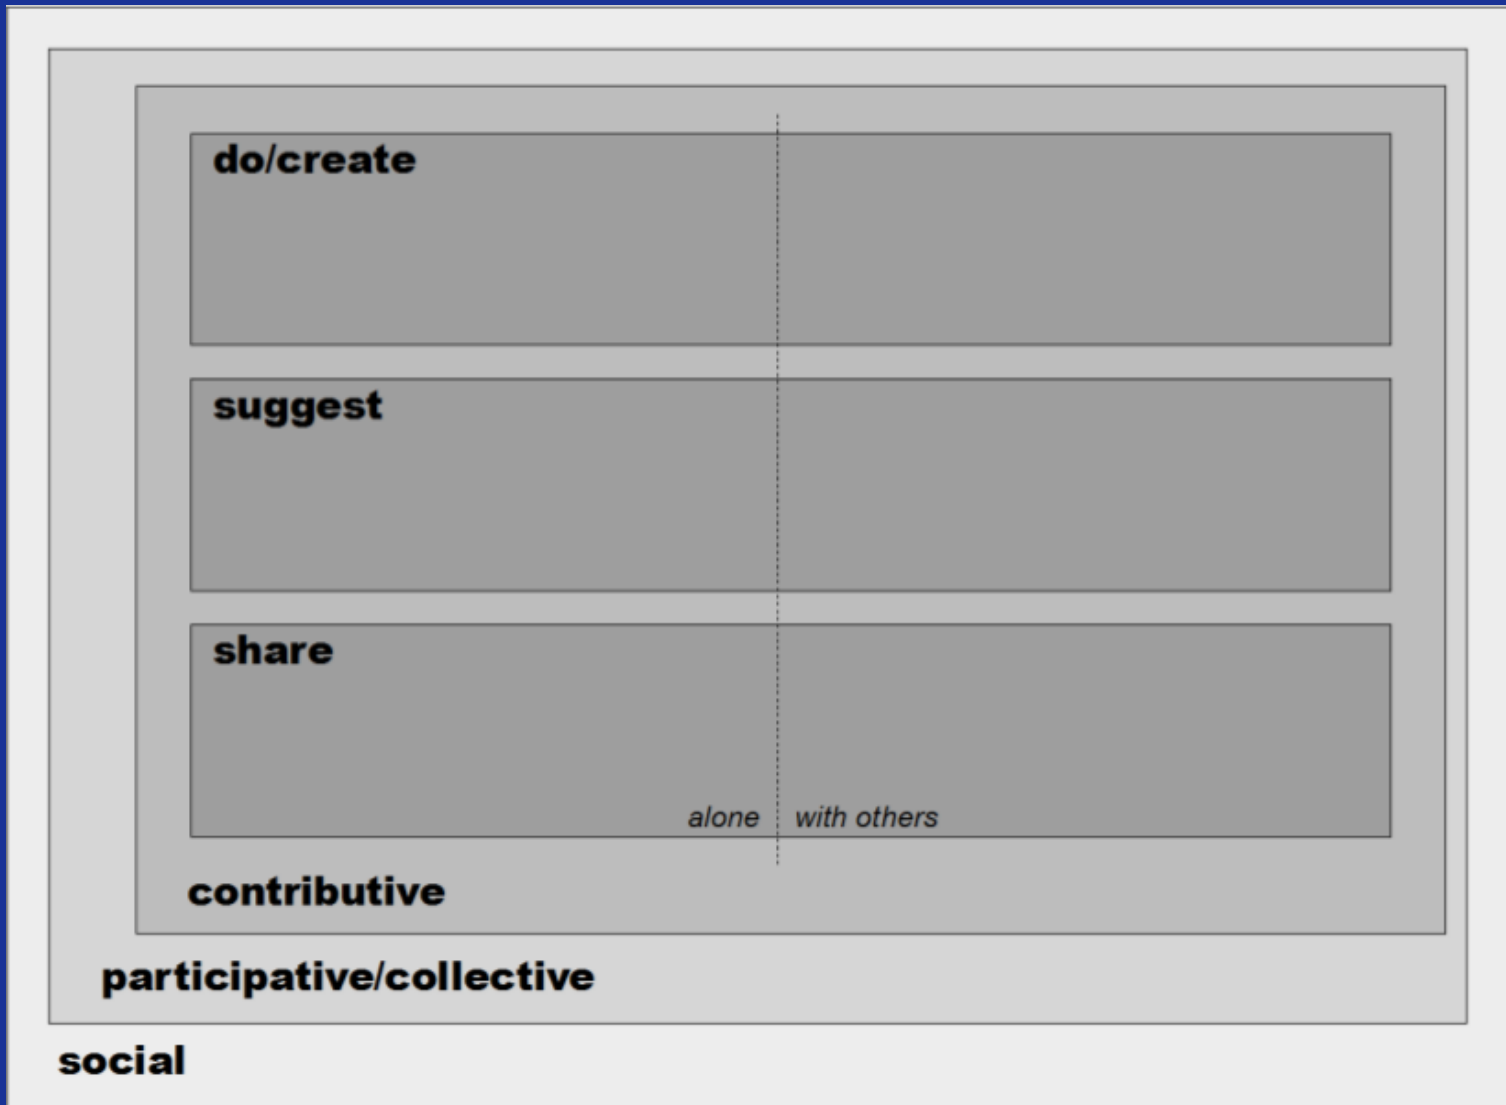 do/create
suggest
share
alone with others
contributive
participative/collective
social